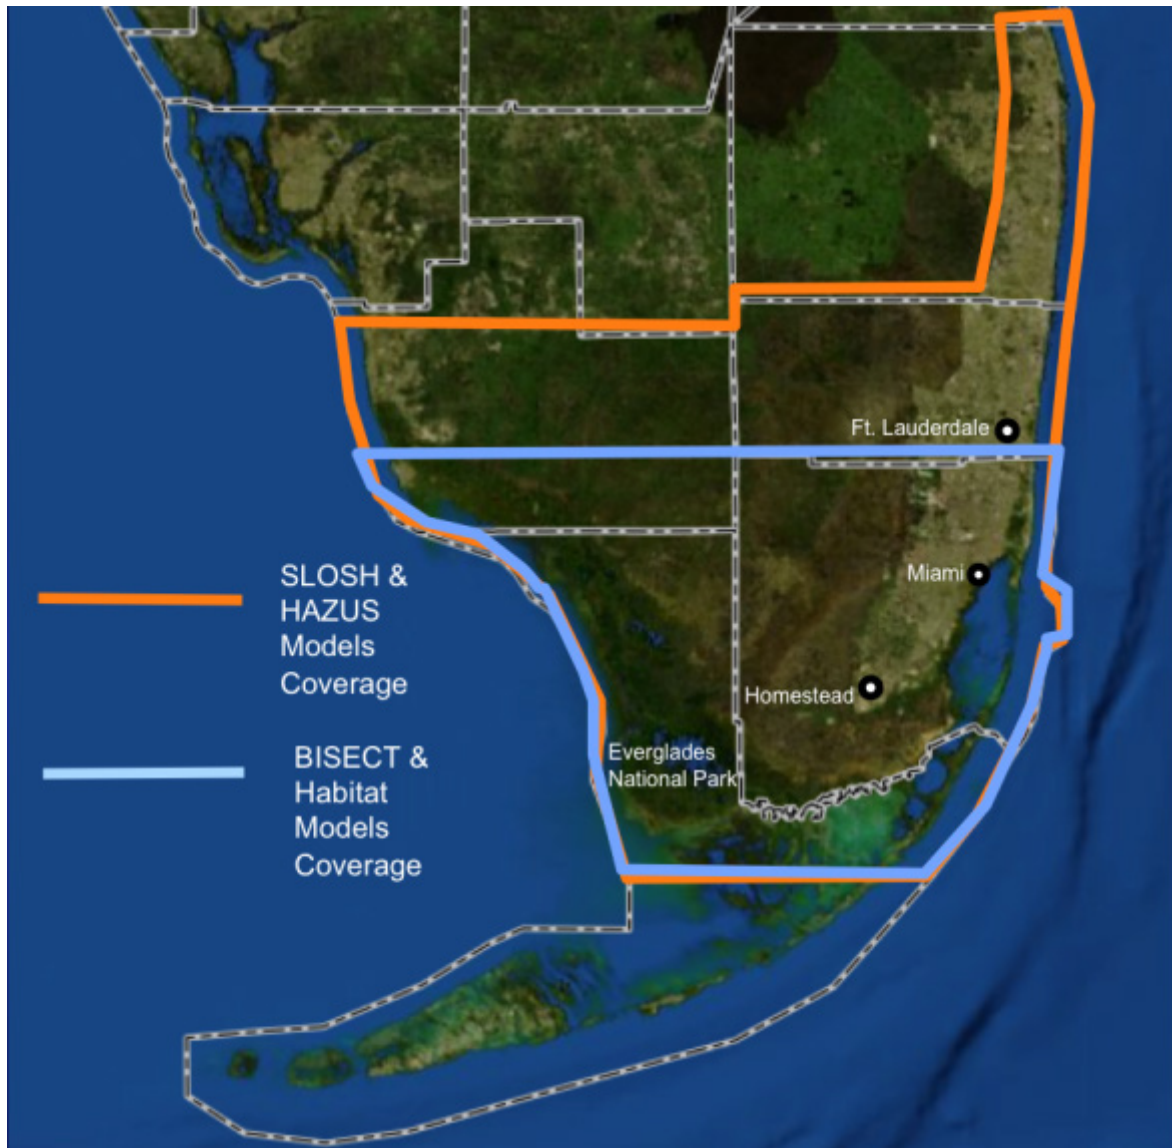 Ft. Lauderdale
Miami
SLOSH &
HAZUS
Models
Coverage
Homestead
BISECT &
Habitat
Models
Coverage
Everglades
National Park